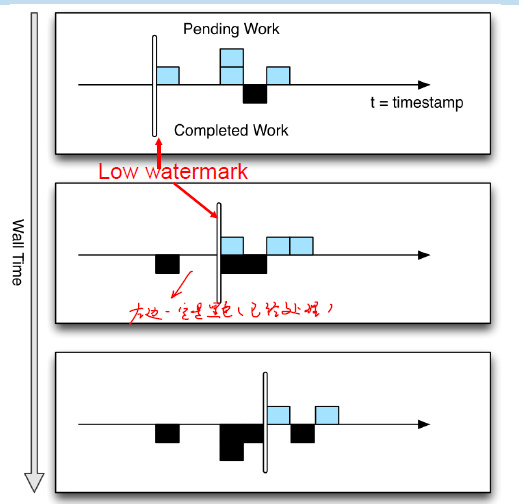 Pending Work
t = timestamp
Completed Work
Low watermark
Wall Time
左边一定是黑色(已经处理)